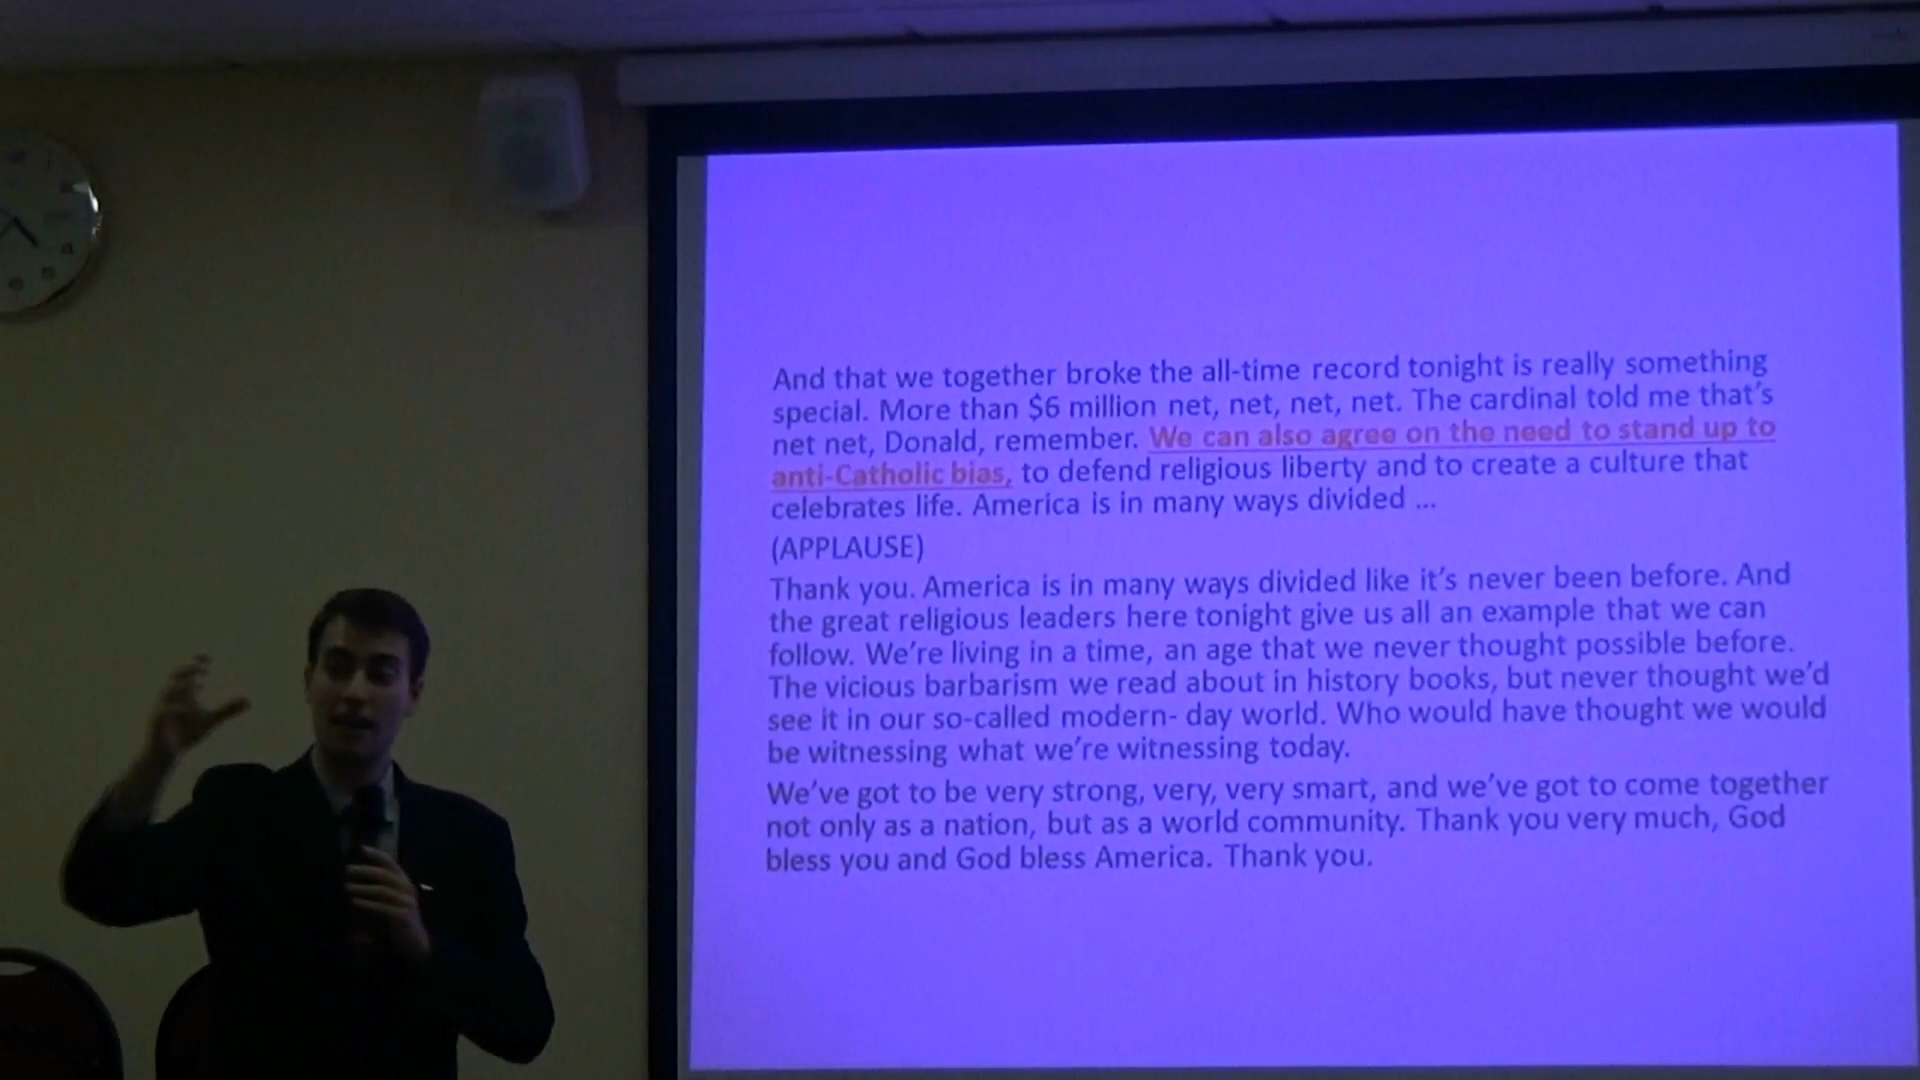 And that we together broke the all-time record tonight is really something
special. More than $6 million net, net, net, net. The cardinal told me that's
net net, Donald, remember. We can also agree on the need to stand up to
anti-Catholic bias, to defend religious liberty and to create a culture that
celebrates life. America is in many ways divided ...
(APPLAUSE)
Thank you. America is in many ways divided like it's never been before. And
the great religious leaders here tonight give us all an example that we can
follow. We're living in a time, an age that we never thought possible before.
The vicious barbarism we read about in history books, but never thought we'd
see it in our so-called modern- day world. Who would have thought we would
be witnessing what we're witnessing today.
We've got to be very strong, very, very smart, and we've got to come together
not only as a nation, but as a world community. Thank you very much, God
bless you and God bless America. Thank you.